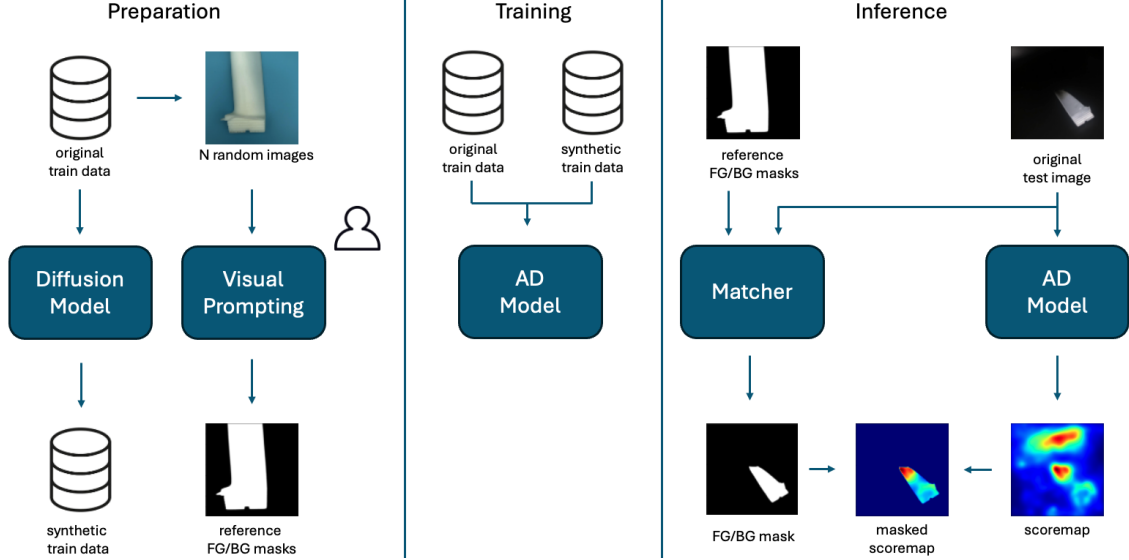 Preparation
original
train data
N random images
Diffusion
Model
Visual
Prompting
synthetic
train data
reference
FG/BG masks
Training
original
train data
synthetic
train data
AD
Model
Inference
reference
FG/BG masks
original
test image
Matcher
AD
Model
FG/BG mask
masked
scoremap
scoremap